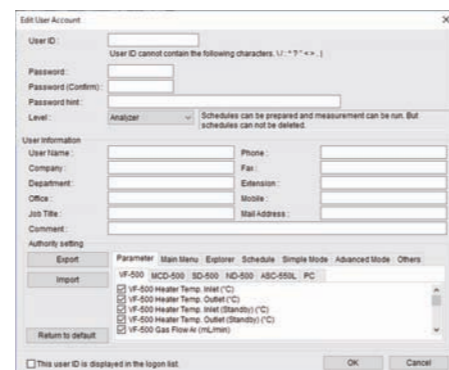 Edit User Account
User ID :
User ID cannot contain the following characters. \ / : * ? " < > . |
Password :
Password (Confirm) :
Password hint :
Level : Analyzer Schedules can be prepared and measurement can be run. But
schedules can not be deleted.
User Information
User Name : Phone :
Company : Fax :
Department : Extension :
Office : Mobile :
Job Title : Mail Address :
Comment :
Authority setting
Export Parameter Main Menu Explorer Schedule Simple Mode Advanced Mode Others
Import VF-500 MCD-500 SD-500 ND-500 ASC-550L PC
VF-500 Heater Temp. Inlet (°C)
VF-500 Heater Temp. Outlet (°C)
VF-500 Heater Temp. Inlet (Standby) (°C)
VF-500 Heater Temp. Outlet (Standby) (°C)
VF-500 Gas Flow Ar (mL/min)
Return to default
This user ID is displayed in the logon list.
OK Cancel